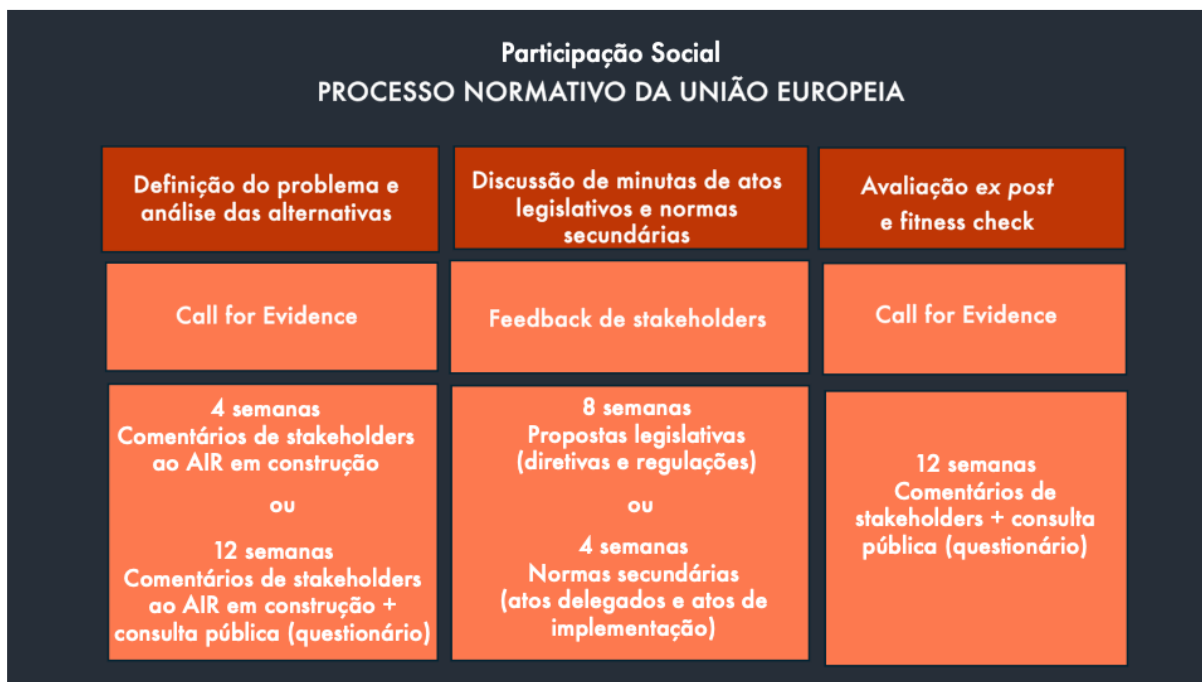 Participação Social
PROCESSO NORMATIVO DA UNIÃO EUROPEIA
Definição do problema e
análise das alternativas
Discussão de minutas de atos
legislativos e normas
secundárias
Avaliação ex post
e fitness check
Call for Evidence
Feedback de stakeholders
Call for Evidence
4 semanas
Comentários de stakeholders
ao AIR em construção
ou
12 semanas
Comentários de stakeholders
ao AIR em construção +
consulta pública (questionário)
8 semanas
Propostas legislativas
(diretivas e regulações)
ou
4 semanas
Normas secundárias
(atos delegados e atos de
implementação)
12 semanas
Comentários de
stakeholders + consulta
pública (questionário)